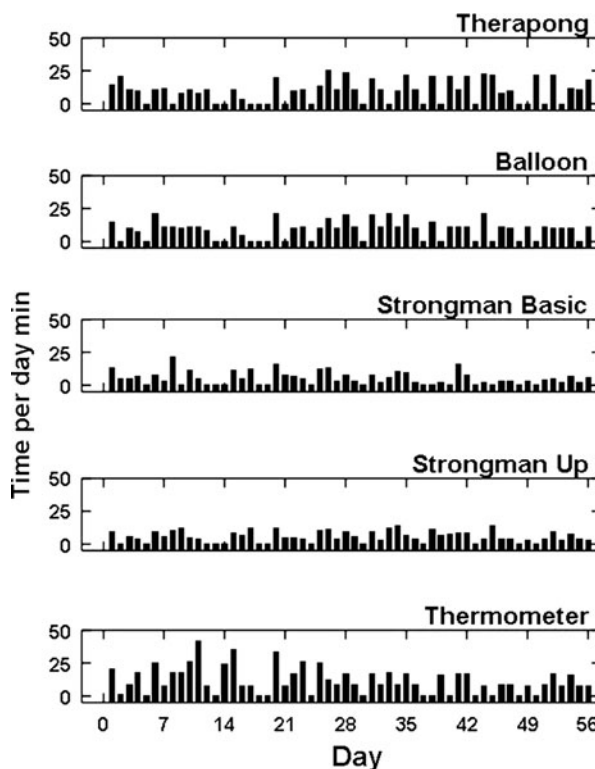 Therapong
50
25
0
Balloon
50
25
0
Strongman Basic
50
25
0
Strongman Up
50
25
0
Thermometer
50
25
0
0 7 14 21 28 35 42 49 56
Day
Time per day min